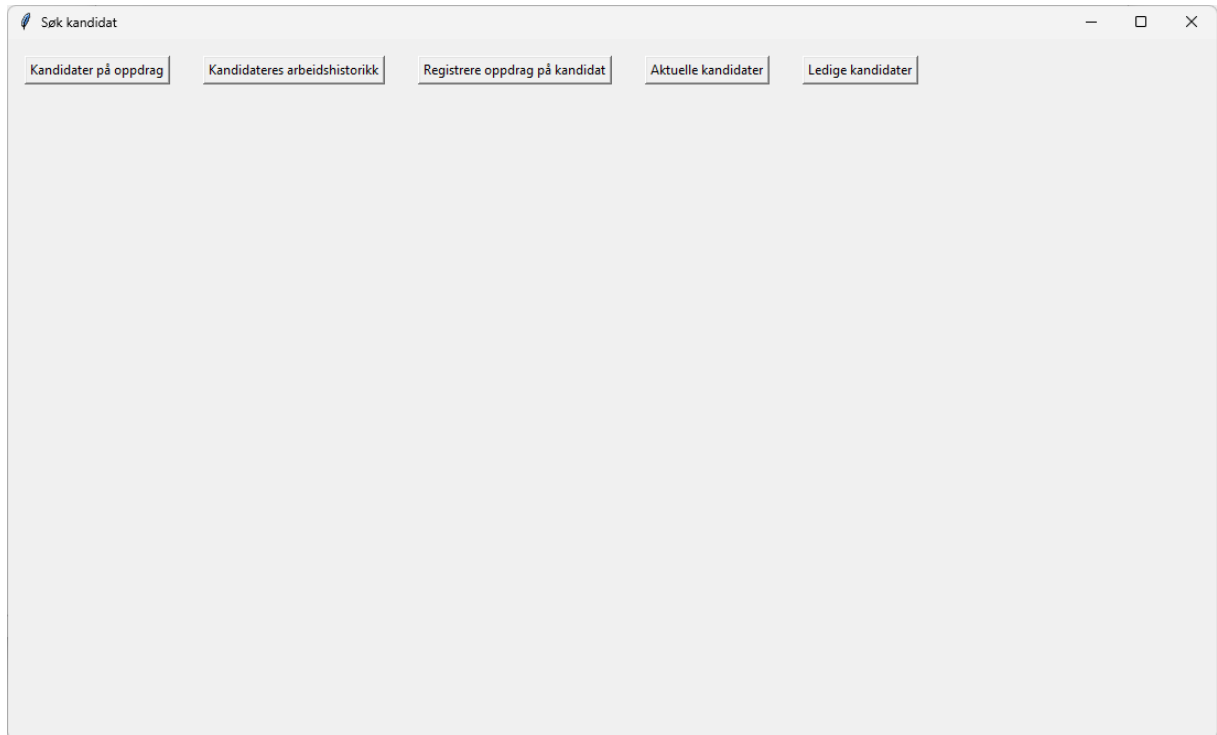 Søk kandidat
Kandidater på oppdrag Kandidateres arbeidshistorikk Registrere oppdrag på kandidat Aktuelle kandidater Ledige kandidater